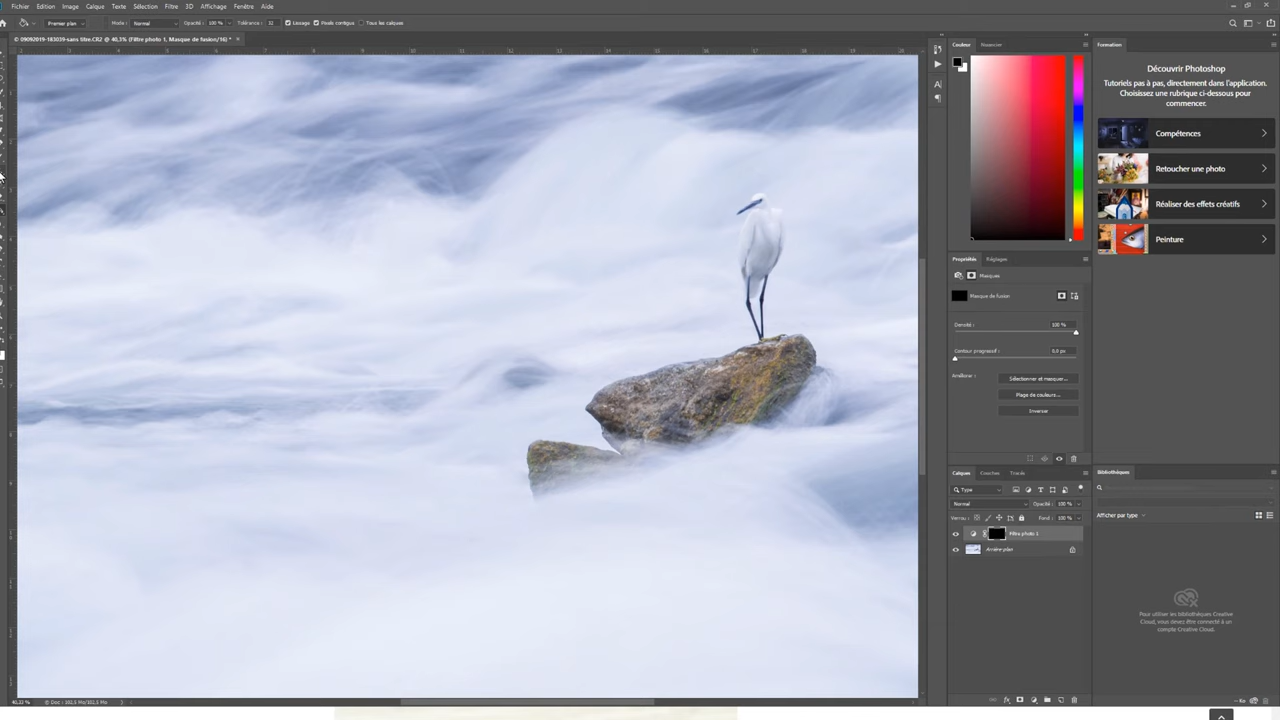 Fichier Edition Image Calque Texte Sélection Filtre 3D Affichage Fenêtre Aide
Premier plan Mode : Normal Opacité : 100 % Tolérance : 32 Lissage Pixels contigus Tous les calques
© 09092019-183039-sans titre.CR2 @ 40,3% (Filtre photo 1, Masque de fusion/16) * ×
Couleur Nuancier
Formation
Découvrir Photoshop
Tutoriels pas à pas, directement dans l'application.
Choisissez une rubrique ci-dessous pour
commencer.
Compétences
Retoucher une photo
Réaliser des effets créatifs
Peinture
Propriétés Réglages
Masques
Masque de fusion
Densité : 100 %
Contour progressif : 0,0 px
Améliorer : Sélectionner et masquer...
Plage de couleurs...
Inverser
Calques Couches Tracés
Type
Normal Opacité : 100 %
Verrou : Fond : 100 %
Filtre photo 1
Arrière-plan
Bibliothèques
Afficher par type
Pour utiliser les bibliothèques Creative
Cloud, vous devez être connecté à un
compte Creative Cloud.
-- Ko
40,33 % Doc : 103,5 Mo/103,5 Mo